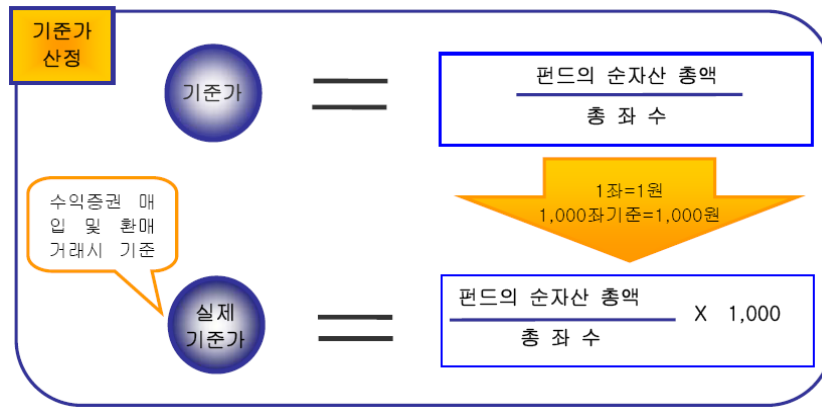 기준가
산정
기준가
펀드의 순자산 총액
총 좌 수
1좌=1원
1,000좌기준=1,000원
수익증권 매
입 및 환매
거래시 기준
실제
기준가
펀드의 순자산 총액
총 좌 수
X 1,000